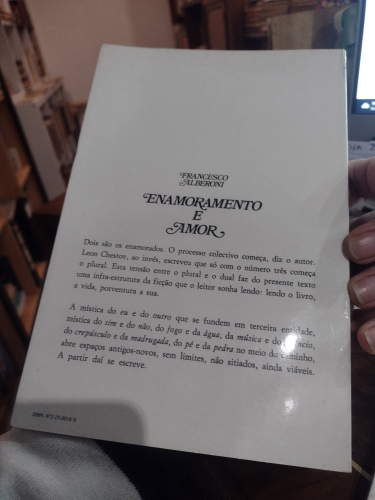 FRANCESCO
ALBERONI
ENAMORAMENTO
E
AMOR
Dois são os enamorados. O processo colectivo começa, diz o autor.
Leon Chestov, ao invés, escreveu que só com o número três começa
o plural. Esta tensão entre o plural e o dual faz do presente texto
uma infra-estrutura da ficção que o leitor sonha lendo: lendo o livro,
a vida, porventura a sua.
A mística do eu e do outro que se fundem em terceira entidade,
mística do sim e do não, do fogo e da água, da música e do silêncio,
do crepúsculo e da madrugada, do pé e da pedra no meio do caminho,
abre espaços antigos-novos, sem limites, não sitiados, ainda viáveis.
A partir daí se escreve.